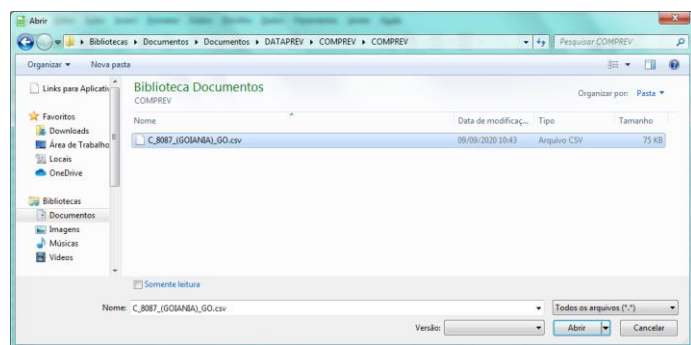 Abrir
Bibliotecas ▸ Documentos ▸ Documentos ▸ DATAPREV ▸ COMPREV ▸ COMPREV
Pesquisar COMPREV
Organizar
Nova pasta
Links para Aplicativ
Favoritos
Downloads
Área de Trabalho
Locais
OneDrive
Bibliotecas
Documentos
Imagens
Músicas
Vídeos
Biblioteca Documentos
COMPREV
Organizar por: Pasta
Nome Data de modificaç... Tipo Tamanho
C_8087_(GOIANIA)_GO.csv 09/09/2020 10:43 Arquivo CSV 75 KB
Somente leitura
Nome: C_8087_(GOIANIA)_GO.csv Todos os arquivos (*.*)
Versão: Abrir Cancelar